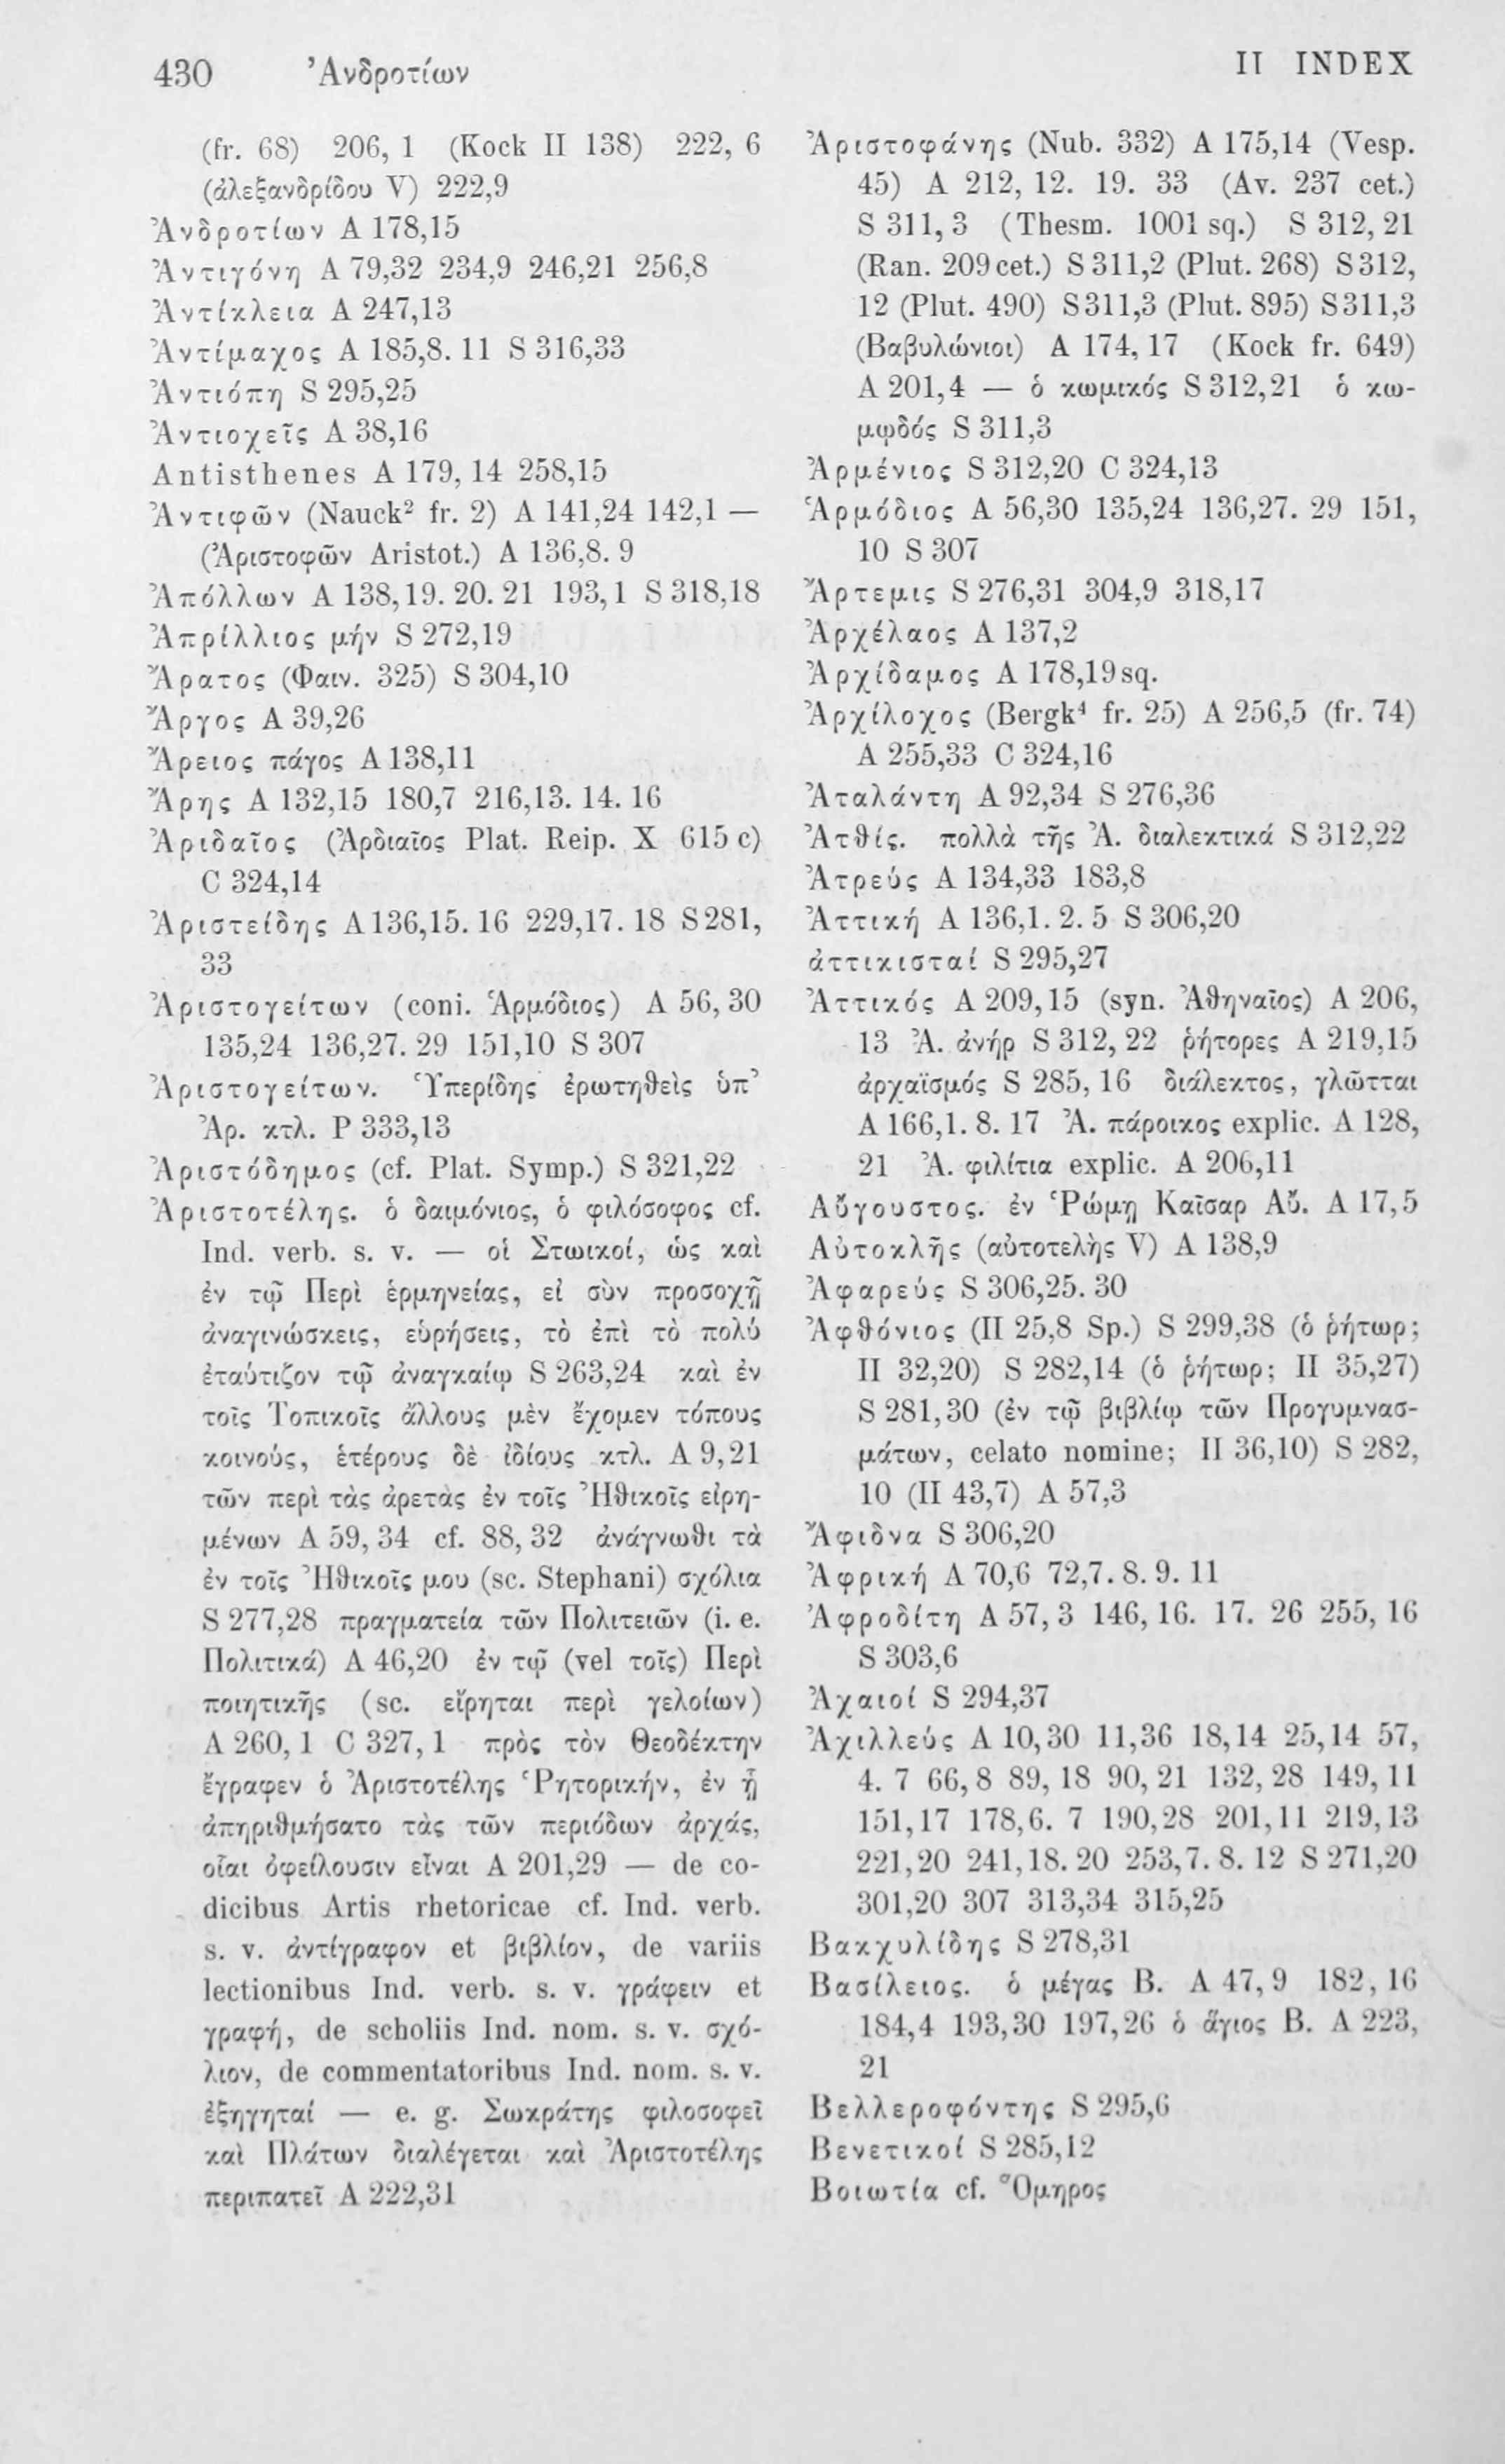 430 Ἀνδροτίων II INDEX
(fr. 68) 206, 1 (Kock II 138) 222, 6
(ἀλεξανδρίδου V) 222,9
Ἀνδροτίων A 178,15
Ἀντιγόνη A 79,32 234,9 246,21 256,8
Ἀντίκλεια A 247,13
Ἀντίμαχος A 185,8. 11 S 316,33
Ἀντιόπη S 295,25
Ἀντιοχεῖς A 38,16
Antisthenes A 179, 14 258,15
Ἀντιφῶν (Nauck² fr. 2) A 141,24 142,1 —
(Ἀριστοφῶν Aristot.) A 136,8. 9
Ἀπόλλων A 138,19. 20. 21 193,1 S 318,18
Ἀπρίλλιος μήν S 272,19
Ἄρατος (Φαιν. 325) S 304,10
Ἄργος A 39,26
Ἄρειος πάγος A 138,11
Ἄρης A 132,15 180,7 216,13. 14. 16
Ἀριδαῖος (Ἀρδιαῖος Plat. Reip. X 615 c)
C 324,14
Ἀριστείδης A 136,15. 16 229,17. 18 S 281,
33
Ἀριστογείτων (coni. Ἁρμόδιος) A 56, 30
135,24 136,27. 29 151,10 S 307
Ἀριστογείτων. Ὑπερίδης ἐρωτηθεὶς ὑπ’
Ἀρ. κτλ. P 333,13
Ἀριστόδημος (cf. Plat. Symp.) S 321,22
Ἀριστοτέλης. ὁ δαιμόνιος, ὁ φιλόσοφος cf.
Ind. verb. s. v. — οἱ Στωικοί, ὡς καὶ
ἐν τῷ Περὶ ἑρμηνείας, εἰ σὺν προσοχῇ
ἀναγινώσκεις, εὑρήσεις, τὸ ἐπὶ τὸ πολύ
ἐταύτιζον τῷ ἀναγκαίῳ S 263,24 καὶ ἐν
τοῖς Τοπικοῖς ἄλλους μὲν ἔχομεν τόπους
κοινούς, ἑτέρους δὲ ἰδίους κτλ. A 9,21
τῶν περὶ τὰς ἀρετὰς ἐν τοῖς Ἠθικοῖς εἰρη-
μένων A 59, 34 cf. 88, 32 ἀνάγνωθι τὰ
ἐν τοῖς Ἠθικοῖς μου (sc. Stephani) σχόλια
S 277,28 πραγματεία τῶν Πολιτειῶν (i. e.
Πολιτικά) A 46,20 ἐν τῷ (vel τοῖς) Περὶ
ποιητικῆς (sc. εἴρηται περὶ γελοίων)
A 260, 1 C 327, 1 πρὸς τὸν Θεοδέκτην
ἔγραφεν ὁ Ἀριστοτέλης Ῥητορικήν, ἐν ᾗ
ἀπηριθμήσατο τὰς τῶν περιόδων ἀρχάς,
οἷαι ὀφείλουσιν εἶναι A 201,29 — de co-
dicibus Artis rhetoricae cf. Ind. verb.
s. v. ἀντίγραφον et βιβλίον, de variis
lectionibus Ind. verb. s. v. γράφειν et
γραφή, de scholiis Ind. nom. s. v. σχό-
λιον, de commentatoribus Ind. nom. s. v.
ἐξηγηταί — e. g. Σωκράτης φιλοσοφεῖ
καὶ Πλάτων διαλέγεται καὶ Ἀριστοτέλης
περιπατεῖ A 222,31
Ἀριστοφάνης (Nub. 332) A 175,14 (Vesp.
45) A 212, 12. 19. 33 (Av. 237 cet.)
S 311, 3 (Thesm. 1001 sq.) S 312, 21
(Ran. 209 cet.) S 311,2 (Plut. 268) S 312,
12 (Plut. 490) S 311,3 (Plut. 895) S 311,3
(Βαβυλώνιοι) A 174, 17 (Kock fr. 649)
A 201,4 — ὁ κωμικός S 312,21 ὁ κω-
μῳδός S 311,3
Ἀρμένιος S 312,20 C 324,13
Ἁρμόδιος A 56,30 135,24 136,27. 29 151,
10 S 307
Ἄρτεμις S 276,31 304,9 318,17
Ἀρχέλαος A 137,2
Ἀρχίδαμος A 178,19 sq.
Ἀρχίλοχος (Bergk⁴ fr. 25) A 256,5 (fr. 74)
A 255,33 C 324,16
Ἀταλάντη A 92,34 S 276,36
Ἀτθίς. πολλὰ τῆς Ἀ. διαλεκτικά S 312,22
Ἀτρεύς A 134,33 183,8
Ἀττική A 136,1. 2. 5 S 306,20
ἀττικισταί S 295,27
Ἀττικός A 209,15 (syn. Ἀθηναῖος) A 206,
13 Ἀ. ἀνήρ S 312, 22 ῥήτορες A 219,15
ἀρχαϊσμός S 285, 16 διάλεκτος, γλῶτται
A 166,1. 8. 17 Ἀ. πάροικος explic. A 128,
21 Ἀ. φιλίτια explic. A 206,11
Αὔγουστος. ἐν Ῥώμῃ Καῖσαρ Αὔ. A 17,5
Αὐτοκλῆς (αὐτοτελὴς V) A 138,9
Ἀφαρεύς S 306,25. 30
Ἀφθόνιος (II 25,8 Sp.) S 299,38 (ὁ ῥήτωρ;
II 32,20) S 282,14 (ὁ ῥήτωρ; II 35,27)
S 281,30 (ἐν τῷ βιβλίῳ τῶν Προγυμνασ-
μάτων, celato nomine; II 36,10) S 282,
10 (II 43,7) A 57,3
Ἄφιδνα S 306,20
Ἀφρική A 70,6 72,7. 8. 9. 11
Ἀφροδίτη A 57, 3 146, 16. 17. 26 255, 16
S 303,6
Ἀχαιοί S 294,37
Ἀχιλλεύς A 10,30 11,36 18,14 25,14 57,
4. 7 66, 8 89, 18 90, 21 132, 28 149, 11
151,17 178,6. 7 190,28 201,11 219,13
221,20 241,18. 20 253,7. 8. 12 S 271,20
301,20 307 313,34 315,25
Βακχυλίδης S 278,31
Βασίλειος. ὁ μέγας Β. A 47, 9 182, 16
184,4 193,30 197,26 ὁ ἅγιος Β. A 223,
21
Βελλεροφόντης S 295,6
Βενετικοί S 285,12
Βοιωτία cf. Ὅμηρος